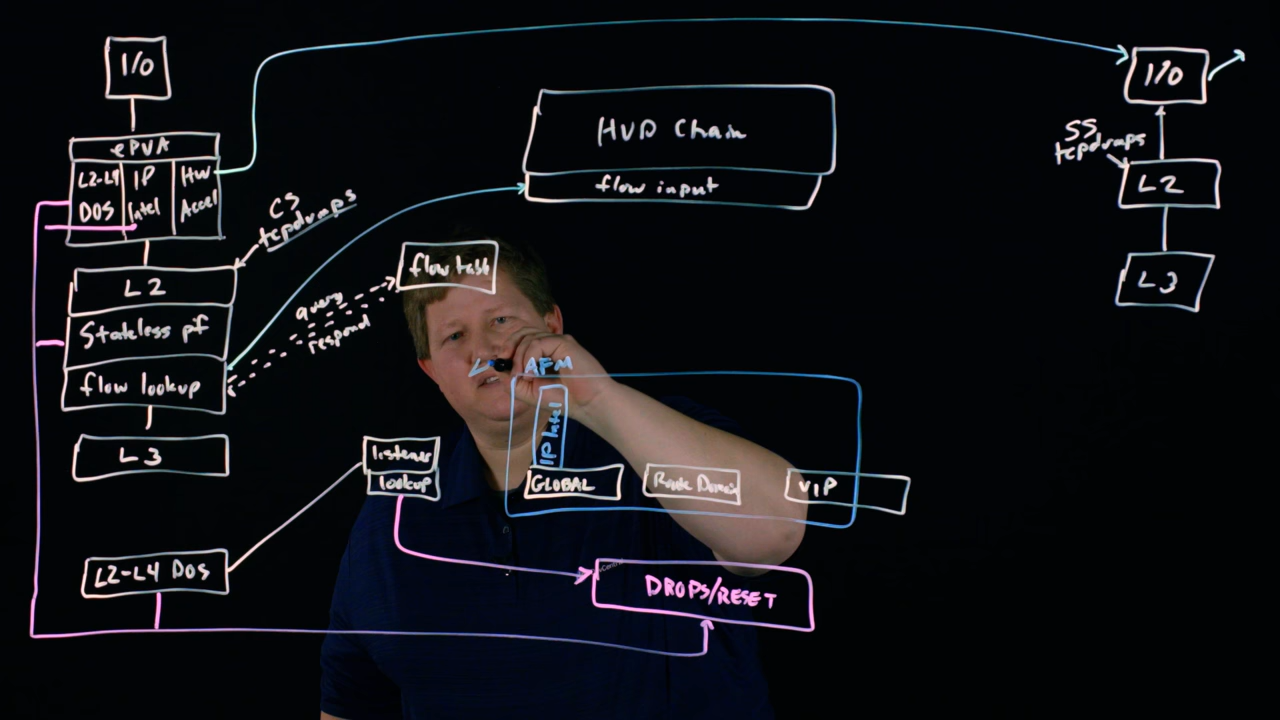 I/O
ePVA
L2-L4
DOS
IP
Intel
HW
Accel
CS
tcpdumps
L2
Stateless pf
flow lookup
L3
L2-L4 DOS
query
respond
flow table
HUD Chain
flow input
listener
lookup
AFM
IP Intel
GLOBAL
Route Domain
VIP
DROPS/RESET
I/O
SS
tcpdumps
L2
L3